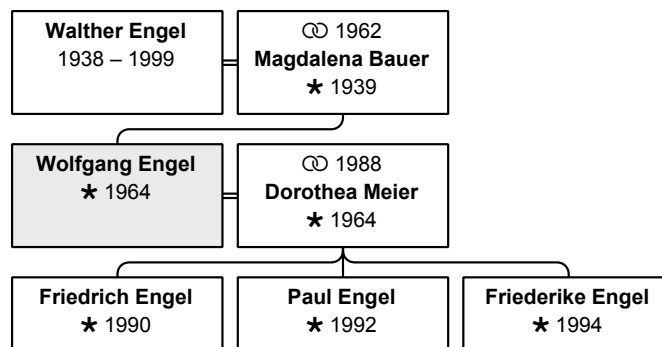 Walther Engel
1938 – 1999
⚭ 1962
Magdalena Bauer
★ 1939
Wolfgang Engel
★ 1964
⚭ 1988
Dorothea Meier
★ 1964
Friedrich Engel
★ 1990
Paul Engel
★ 1992
Friederike Engel
★ 1994